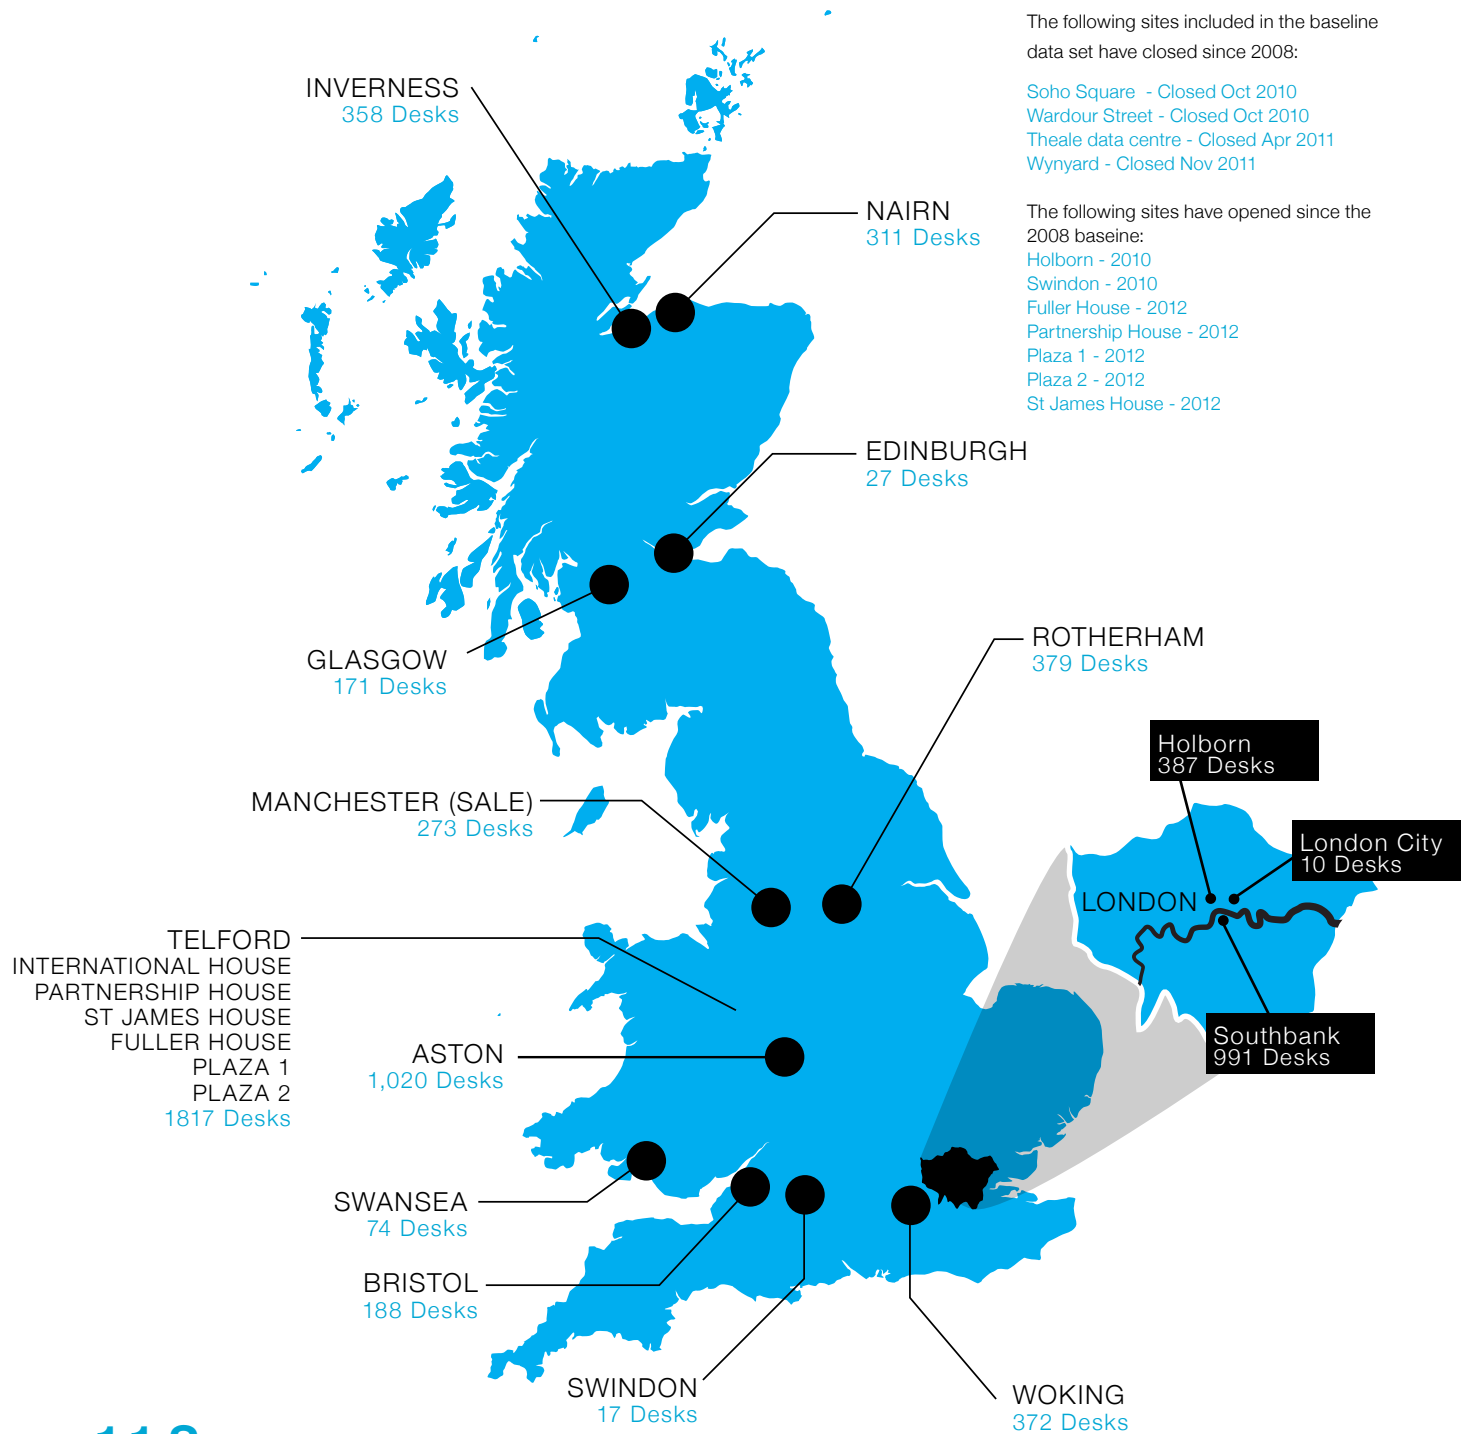 The following sites included in the baseline
data set have closed since 2008:
Soho Square - Closed Oct 2010
Wardour Street - Closed Oct 2010
Theale data centre - Closed Apr 2011
Wynyard - Closed Nov 2011
The following sites have opened since the
2008 baseine:
Holborn - 2010
Swindon - 2010
Fuller House - 2012
Partnership House - 2012
Plaza 1 - 2012
Plaza 2 - 2012
St James House - 2012
INVERNESS
358 Desks
NAIRN
311 Desks
EDINBURGH
27 Desks
GLASGOW
171 Desks
ROTHERHAM
379 Desks
MANCHESTER (SALE)
273 Desks
Holborn
387 Desks
London City
10 Desks
LONDON
Southbank
991 Desks
TELFORD
INTERNATIONAL HOUSE
PARTNERSHIP HOUSE
ST JAMES HOUSE
FULLER HOUSE
PLAZA 1
PLAZA 2
1817 Desks
ASTON
1,020 Desks
SWANSEA
74 Desks
BRISTOL
188 Desks
SWINDON
17 Desks
WOKING
372 Desks